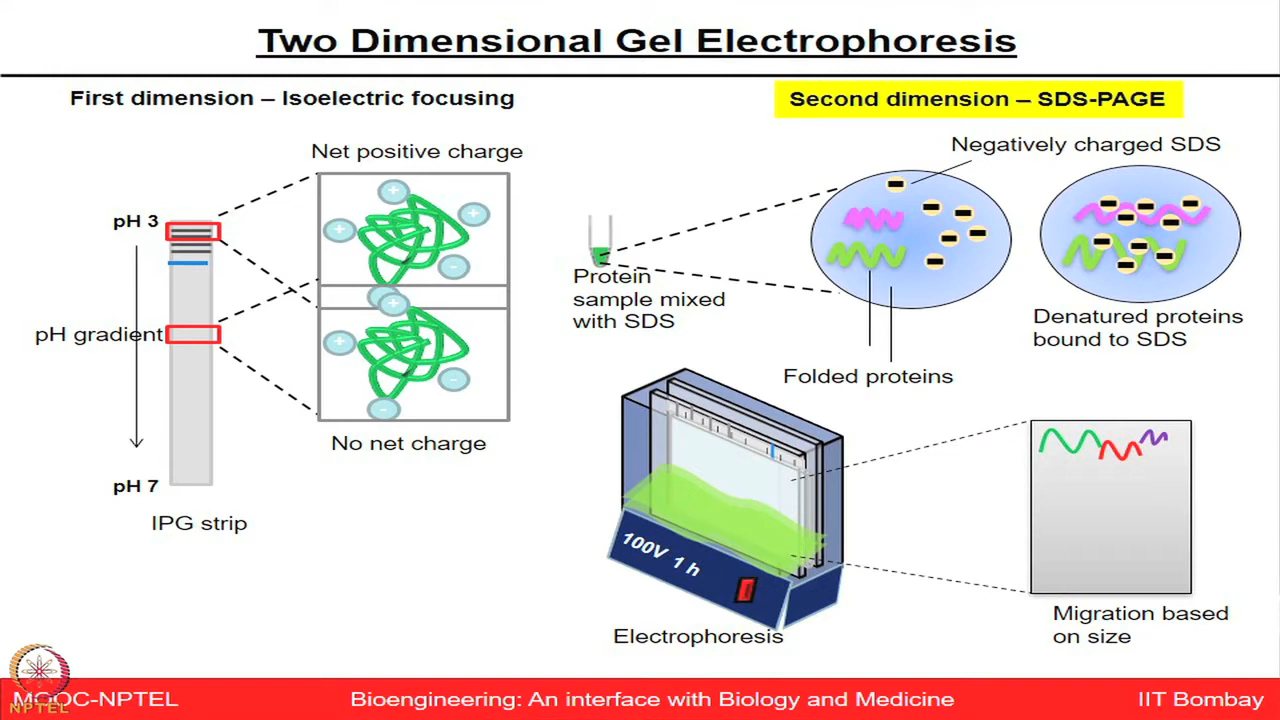 Two Dimensional Gel Electrophoresis
First dimension – Isoelectric focusing
Second dimension – SDS-PAGE
Net positive charge
Negatively charged SDS
pH 3
pH gradient
pH 7
IPG strip
+
+
+
-
+
+
-
-
No net charge
Protein
sample mixed
with SDS
Folded proteins
Denatured proteins
bound to SDS
100V 1 h
Electrophoresis
Migration based
on size
MOOC-NPTEL
NPTEL
Bioengineering: An interface with Biology and Medicine
IIT Bombay